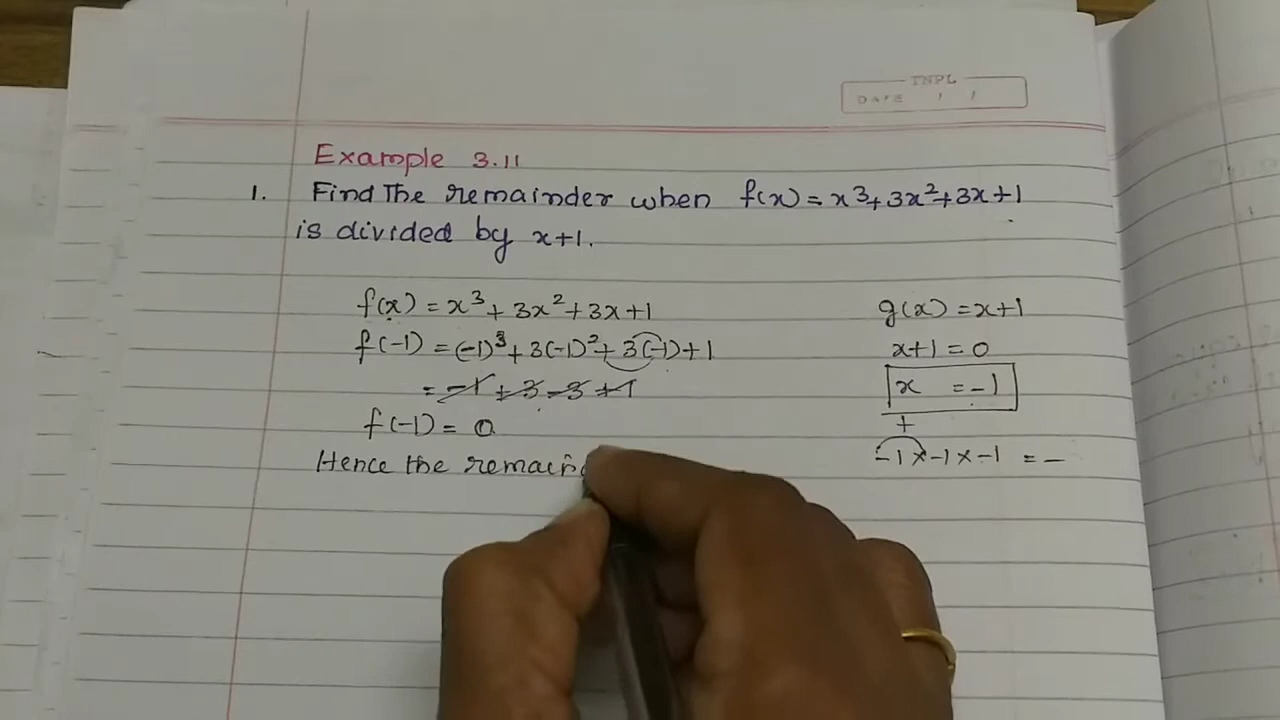 TNPL
DATE / /
Example 3.11
1. Find The remainder when f(x) = x³+3x²+3x+1
is divided by x+1.
f(x) = x³+3x²+3x+1
g(x) = x+1
f(-1) = (-1)³+3(-1)²+3(-1)+1
x+1 = 0
= -1+3-3+1
x = -1
f(-1) = 0
+
Hence the remain
-1×-1×-1 = -